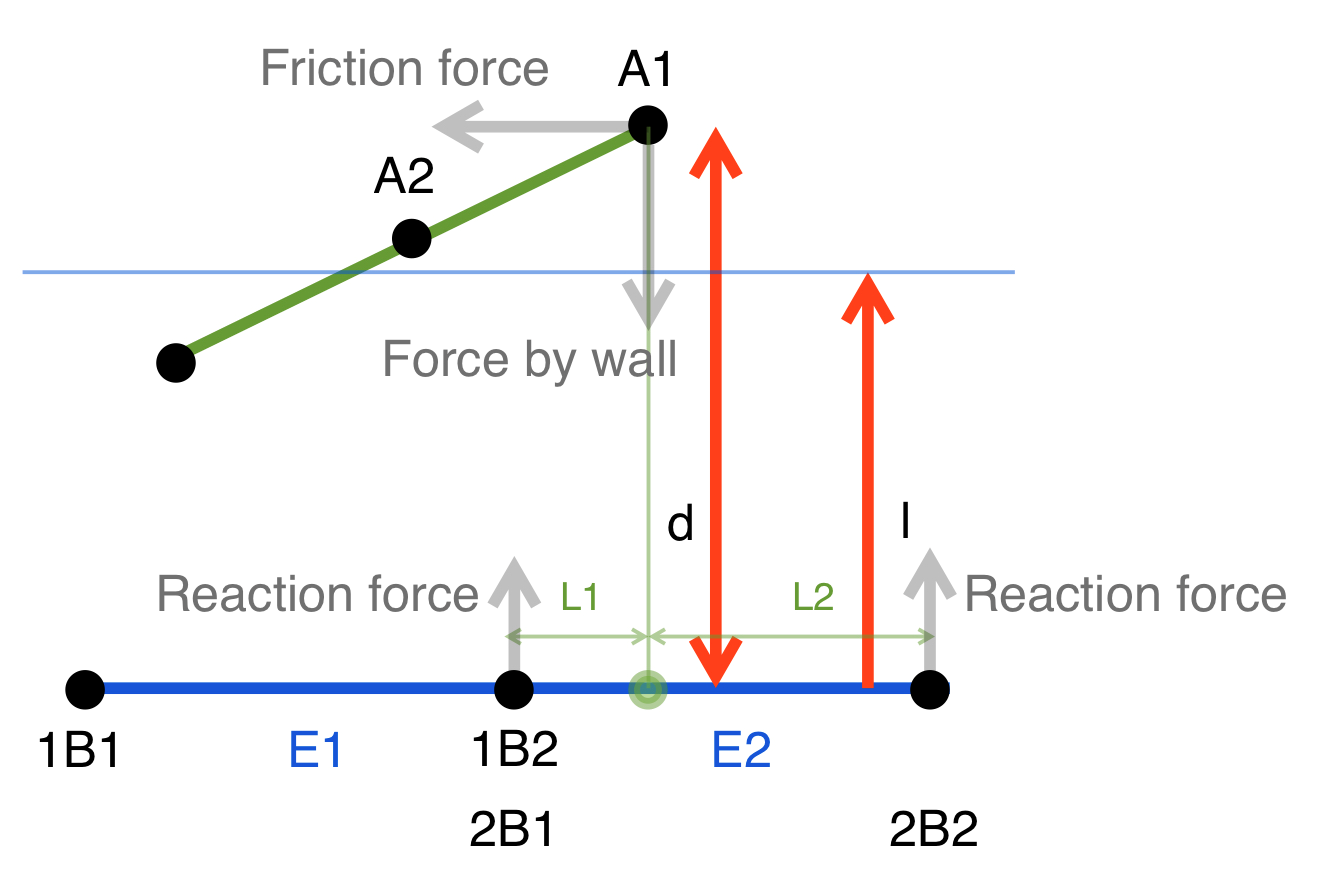 Friction force
A1
A2
Force by wall
d
l
Reaction force
L1
L2
Reaction force
1B1
E1
1B2
E2
2B1
2B2